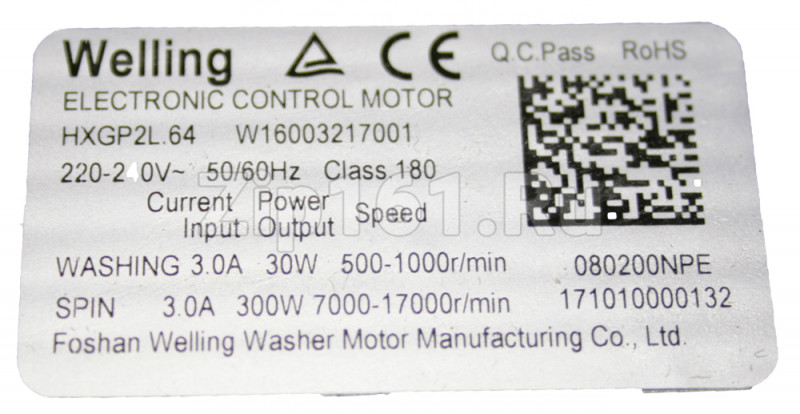 Welling CE Q.C.Pass RoHS
ELECTRONIC CONTROL MOTOR
HXGP2L.64 W16003217001
220-240V~ 50/60Hz Class.180
Current Power
Input Output Speed
WASHING 3.0A 30W 500-1000r/min 080200NPE
SPIN 3.0A 300W 7000-17000r/min 171010000132
Foshan Welling Washer Motor Manufacturing Co., Ltd.
Zip161.Ru